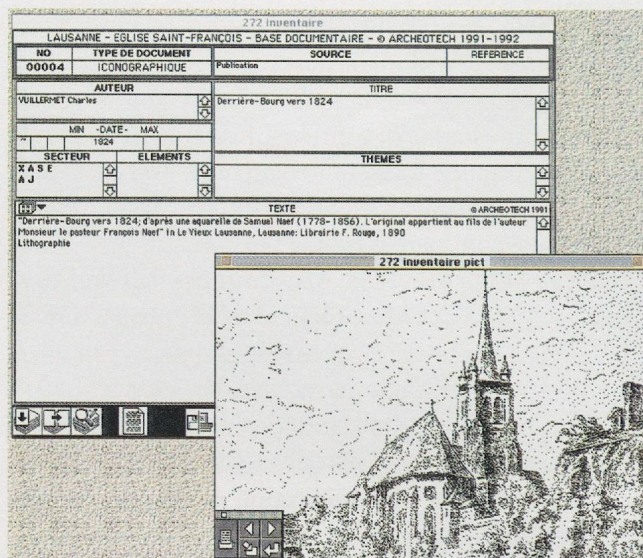 272 inventaire
LAUSANNE - EGLISE SAINT-FRANÇOIS - BASE DOCUMENTAIRE - © ARCHEOTECH 1991-1992
NO TYPE DE DOCUMENT SOURCE REFERENCE
00004 ICONOGRAPHIQUE Publication
AUTEUR TITRE
VUILLERMET Charles Derrière-Bourg vers 1824
MIN -DATE- MAX
~ 1824
SECTEUR ELEMENTS THEMES
X A S E
A J
TEXTE © ARCHEOTECH 1991
"Derrière-Bourg vers 1824; d'après une aquarelle de Samuel Naef (1778-1856). L'original appartient au fils de l'auteur
Monsieur le pasteur François Naef" in Le Vieux Lausanne, Lausanne: Librairie F. Rouge, 1890
Lithographie
272 inventaire pict